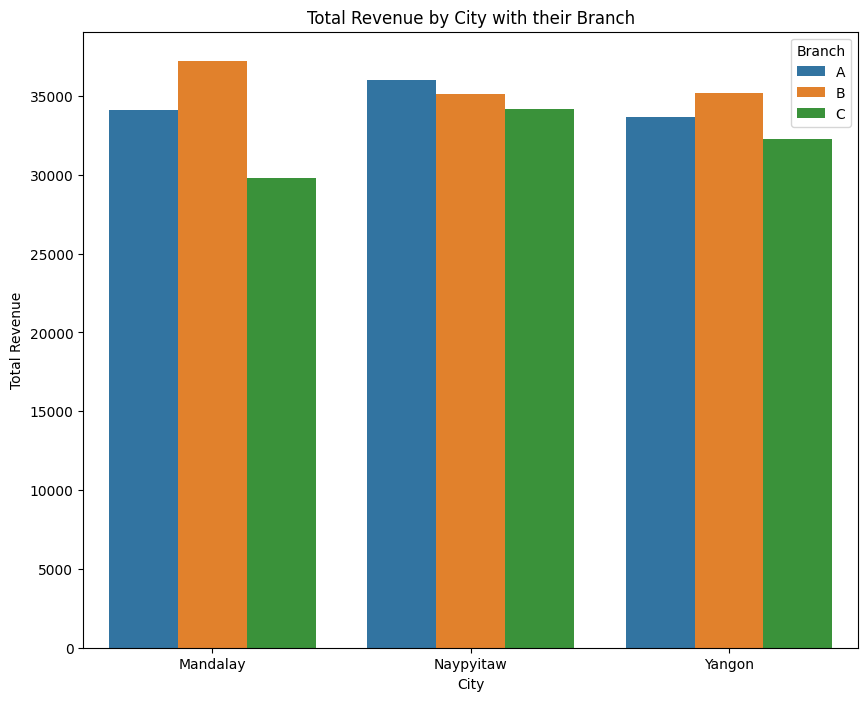 Total Revenue by City with their Branch
Branch
A
B
C
35000
30000
25000
20000
15000
10000
5000
0
Total Revenue
Mandalay
Naypyitaw
Yangon
City